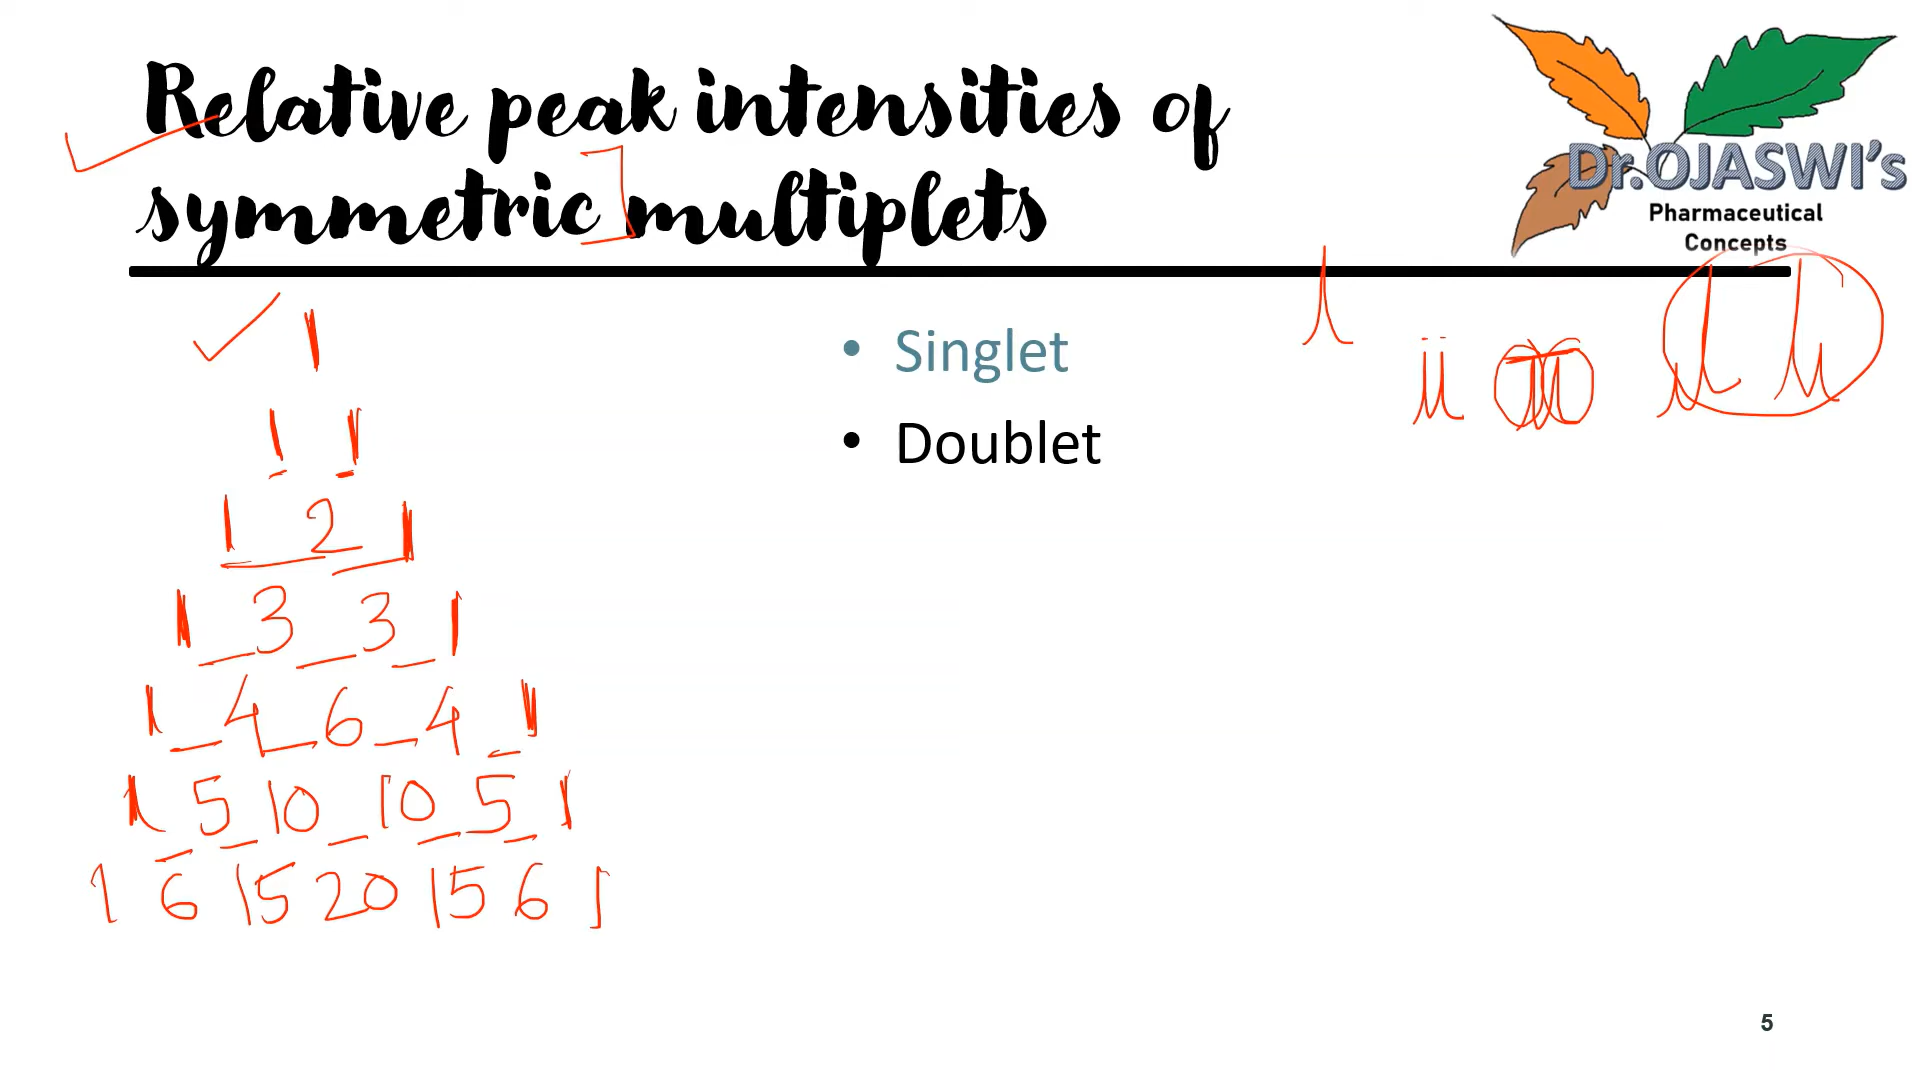 Relative peak intensities of
symmetric multiplets
Dr.OJASWI's
Pharmaceutical
Concepts
1
• Singlet
1 1
• Doublet
1 2 1
1 3 3 1
1 4 6 4 1
1 5 10 10 5 1
1 6 15 20 15 6 1
5